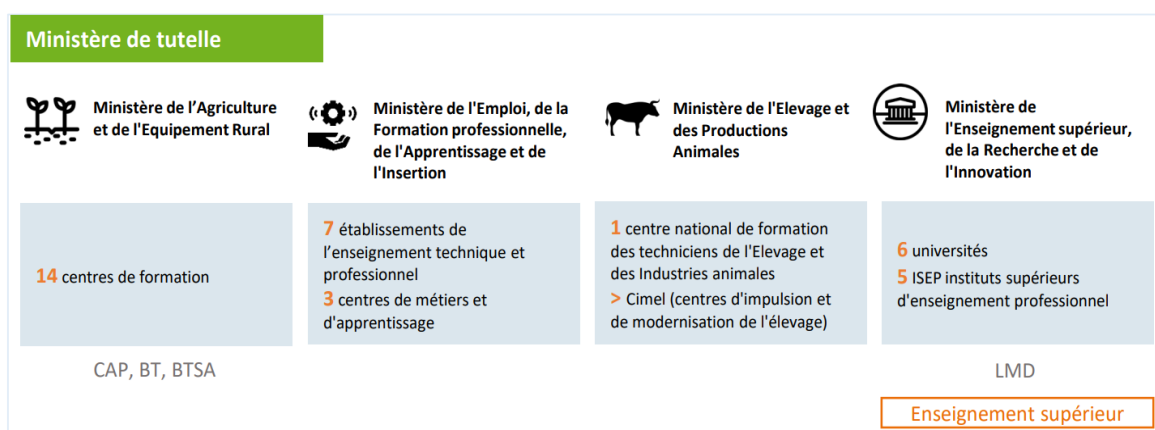 Ministère de tutelle
Ministère de l'Agriculture
et de l'Equipement Rural
Ministère de l'Emploi, de la
Formation professionnelle,
de l'Apprentissage et de
l'Insertion
Ministère de l'Elevage et
des Productions
Animales
Ministère de
l'Enseignement supérieur,
de la Recherche et de
l'Innovation
14 centres de formation
7 établissements de
l'enseignement technique et
professionnel
3 centres de métiers et
d'apprentissage
1 centre national de formation
des techniciens de l'Elevage et
des Industries animales
> Cimel (centres d'impulsion et
de modernisation de l'élevage)
6 universités
5 ISEP instituts supérieurs
d'enseignement professionnel
CAP, BT, BTSA
LMD
Enseignement supérieur